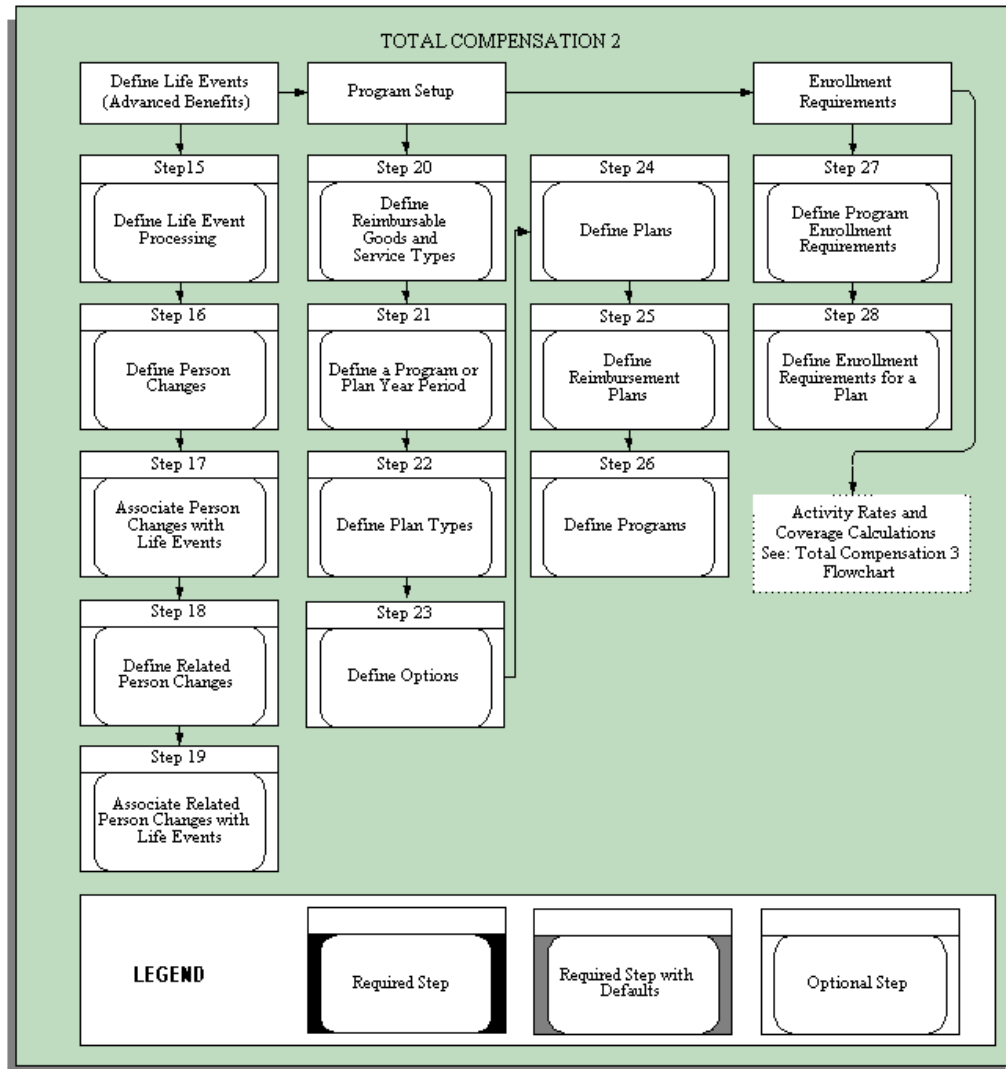 TOTAL COMPENSATION 2
Define Life Events
(Advanced Benefits)
Program Setup
Enrollment
Requirements
Step15
Define Life Event
Processing
Step 16
Define Person
Changes
Step 17
Associate Person
Changes with
Life Events
Step 18
Define Related
Person Changes
Step 19
Associate Related
Person Changes with
Life Events
Step 20
Define
Reimbursable
Goods and
Service Types
Step 21
Define a Program or
Plan Year Period
Step 22
Define Plan Types
Step 23
Define Options
Step 24
Define Plans
Step 25
Define
Reimbursement
Plans
Step 26
Define Programs
Step 27
Define Program
Enrollment
Requirements
Step 28
Define Enrollment
Requirements for a
Plan
Activity Rates and
Coverage Calculations
See: Total Compensation 3
Flowchart
LEGEND
Required Step
Required Step with
Defaults
Optional Step